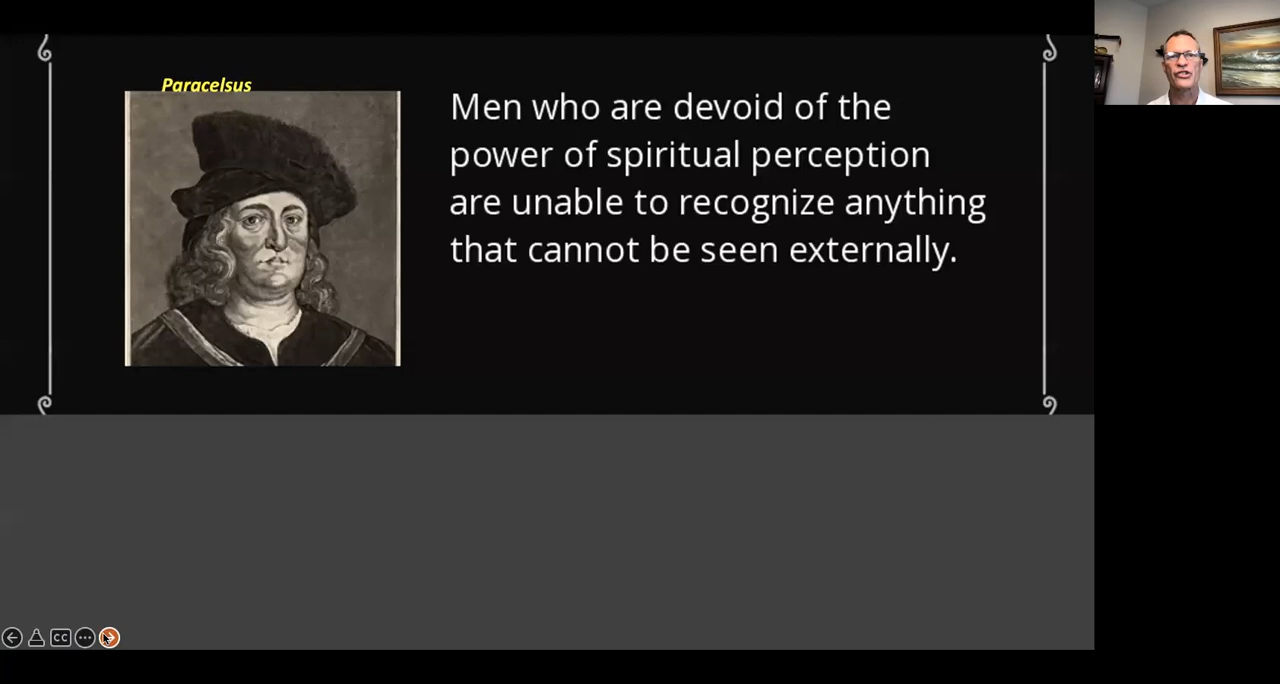 Paracelsus
Men who are devoid of the
power of spiritual perception
are unable to recognize anything
that cannot be seen externally.
CC